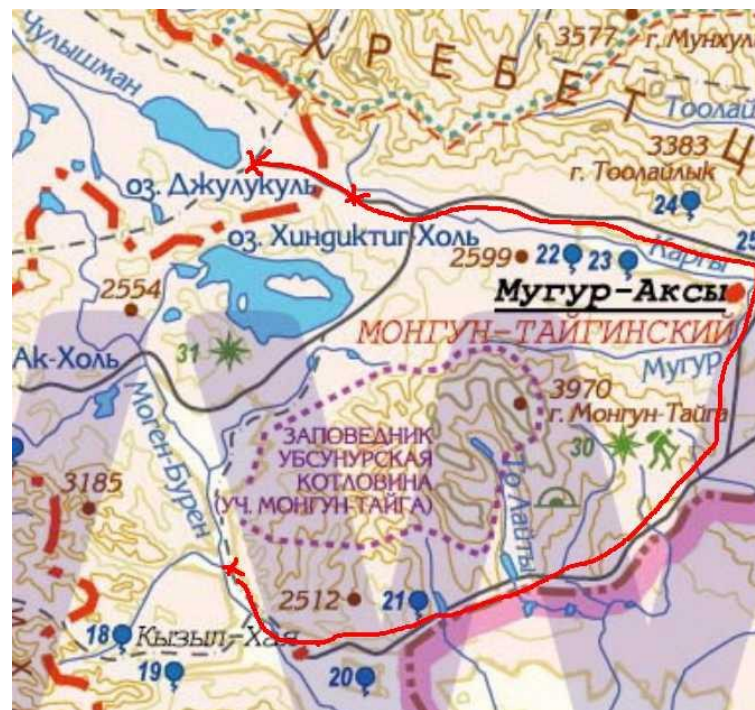 Чулышман
ХРЕБЕТ Ц
3577
г. Мунхул
Тоолай
3383
г. Тоолайлык
24
оз. Джулукуль
оз. Хиндиктиг-Холь
25
Каргы
2599
22
23
Мугур-Аксы
2554
МОНГУН-ТАЙГИНСКИЙ
Ак-Холь
31
Мугур
Моген-Бурен
3970
г. Монгун-Тайга
30
ЗАПОВЕДНИК
УБСУНУРСКАЯ
КОТЛОВИНА
(УЧ. МОНГУН-ТАЙГА)
То Лайты
3185
2512
21
18
Кызыл-Хая
19
20